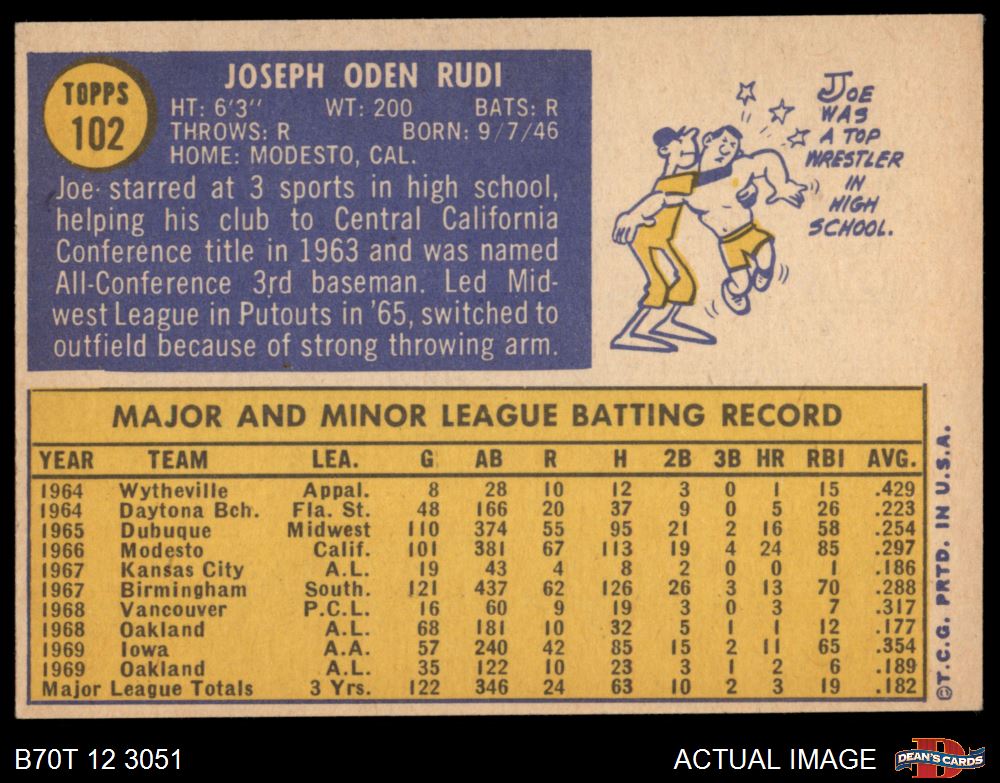 TOPPS
102
JOSEPH ODEN RUDI
HT: 6'3" WT: 200 BATS: R
THROWS: R BORN: 9/7/46
HOME: MODESTO, CAL.
Joe starred at 3 sports in high school,
helping his club to Central California
Conference title in 1963 and was named
All-Conference 3rd baseman. Led Mid-
west League in Putouts in '65, switched to
outfield because of strong throwing arm.
JOE
WAS
A TOP
WRESTLER
IN
HIGH
SCHOOL.
MAJOR AND MINOR LEAGUE BATTING RECORD
YEAR TEAM LEA. G AB R H 2B 3B HR RBI AVG.
1964 Wytheville Appal. 8 28 10 12 3 0 1 15 .429
1964 Daytona Bch. Fla. St. 48 166 20 37 9 0 5 26 .223
1965 Dubuque Midwest 110 374 55 95 21 2 16 58 .254
1966 Modesto Calif. 101 381 67 113 19 4 24 85 .297
1967 Kansas City A.L. 19 43 4 8 2 0 0 1 .186
1967 Birmingham South. 121 437 62 126 26 3 13 70 .288
1968 Vancouver P.C.L. 16 60 9 19 3 0 3 7 .317
1968 Oakland A.L. 68 181 10 32 5 1 1 12 .177
1969 Iowa A.A. 57 240 42 85 15 2 11 65 .354
1969 Oakland A.L. 35 122 10 23 3 1 2 6 .189
Major League Totals 3 Yrs. 122 346 24 63 10 2 3 19 .182
©T.C.G. PRTD. IN U.S.A.
B70T 12 3051
ACTUAL IMAGE
D
DEAN'S CARDS